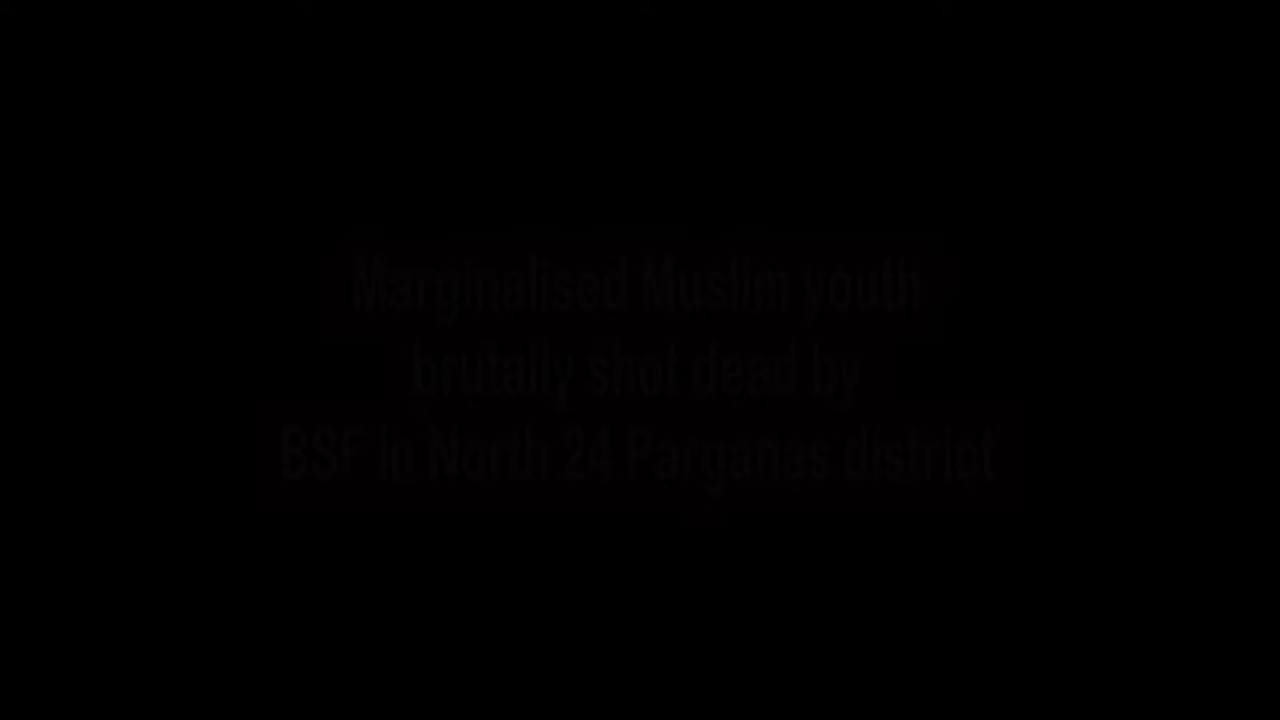 Marginalised Muslim youth
brutally shot dead by
BSF in North 24 Parganas district